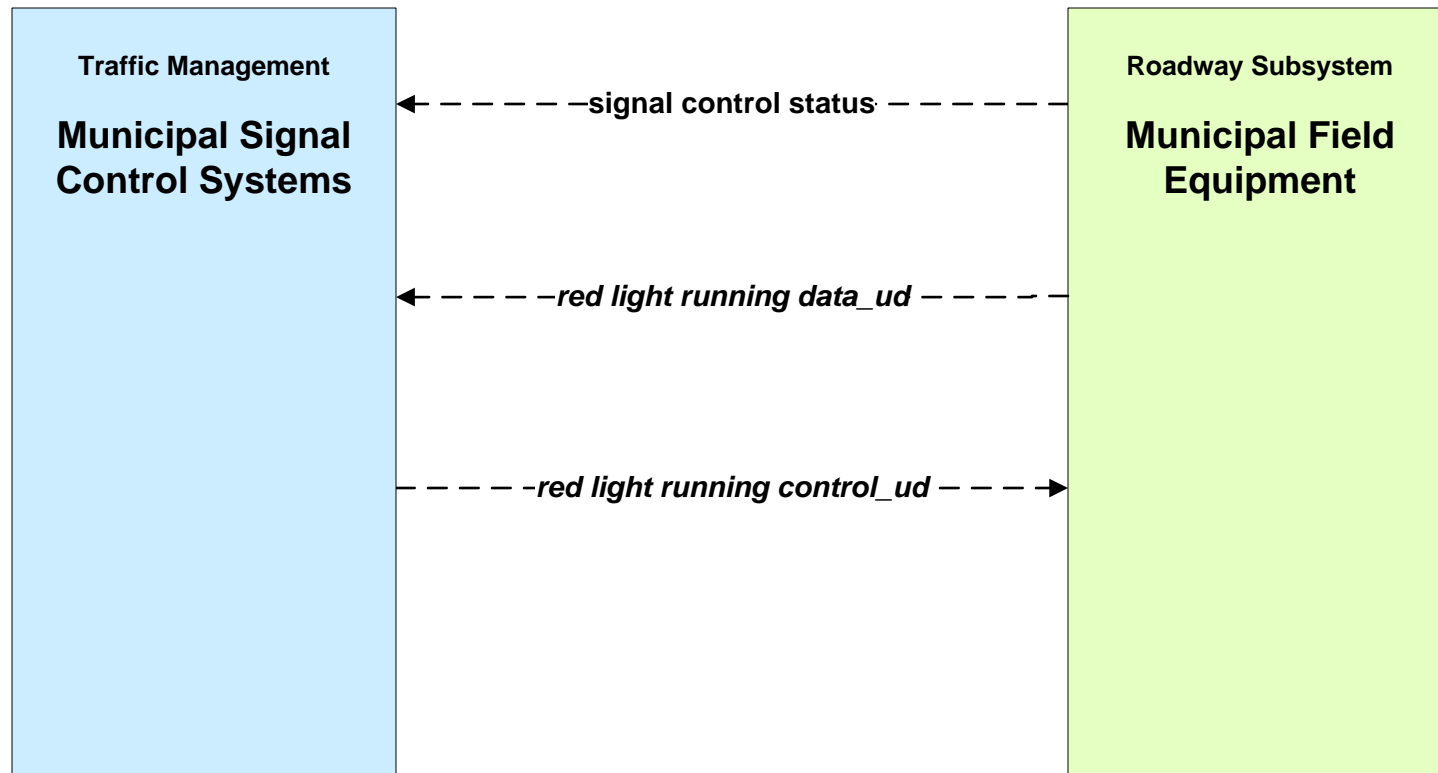 Traffic Management
Municipal Signal
Control Systems
signal control status
red light running data_ud
red light running control_ud
Roadway Subsystem
Municipal Field
Equipment